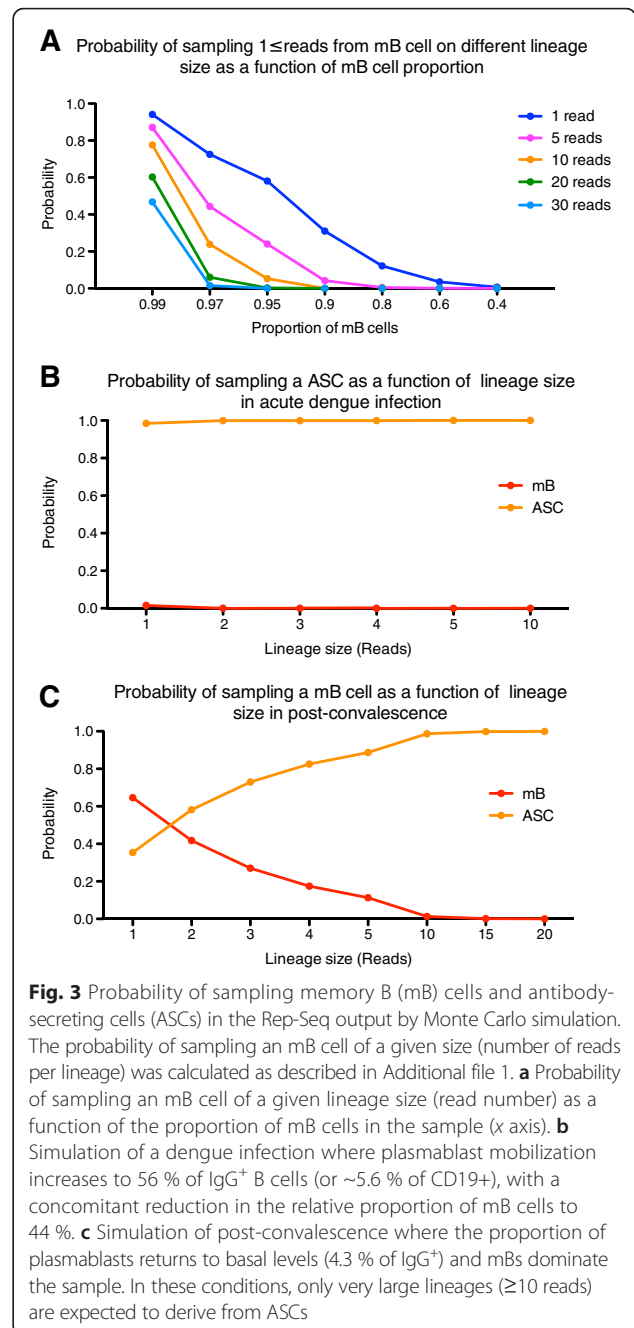 A Probability of sampling 1≤reads from mB cell on different lineage
size as a function of mB cell proportion
1.0
0.8
0.6
0.4
0.2
0.0
Probability
1 read
5 reads
10 reads
20 reads
30 reads
0.99 0.97 0.95 0.9 0.8 0.6 0.4
Proportion of mB cells
B Probability of sampling a ASC as a function of lineage size
in acute dengue infection
1.0
0.8
0.6
0.4
0.2
0.0
Probability
mB
ASC
1 2 3 4 5 10
Lineage size (Reads)
C Probability of sampling a mB cell as a function of lineage
size in post-convalescence
1.0
0.8
0.6
0.4
0.2
0.0
Probability
mB
ASC
1 2 3 4 5 10 15 20
Lineage size (Reads)
Fig. 3 Probability of sampling memory B (mB) cells and antibody-
secreting cells (ASCs) in the Rep-Seq output by Monte Carlo simulation.
The probability of sampling an mB cell of a given size (number of reads
per lineage) was calculated as described in Additional file 1. a Probability
of sampling an mB cell of a given lineage size (read number) as a
function of the proportion of mB cells in the sample (x axis). b
Simulation of a dengue infection where plasmablast mobilization
increases to 56 % of IgG⁺ B cells (or ~5.6 % of CD19+), with a
concomitant reduction in the relative proportion of mB cells to
44 %. c Simulation of post-convalescence where the proportion of
plasmablasts returns to basal levels (4.3 % of IgG⁺) and mBs dominate
the sample. In these conditions, only very large lineages (≥10 reads)
are expected to derive from ASCs